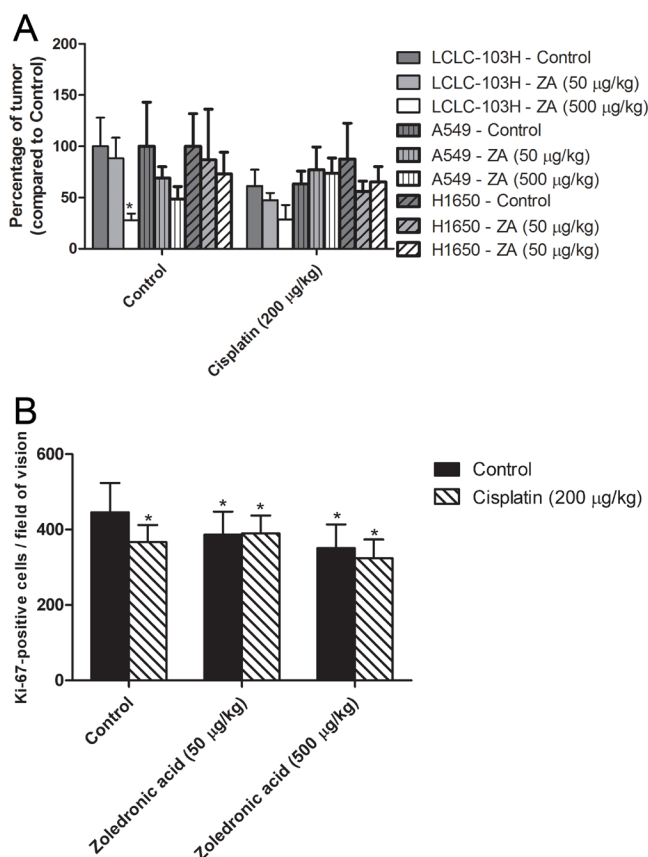 A
Percentage of tumor
(compared to Control)
200
150
100
50
0
*
Control
Cisplatin (200 μg/kg)
LCLC-103H - Control
LCLC-103H - ZA (50 μg/kg)
LCLC-103H - ZA (500 μg/kg)
A549 - Control
A549 - ZA (50 μg/kg)
A549 - ZA (500 μg/kg)
H1650 - Control
H1650 - ZA (50 μg/kg)
H1650 - ZA (50 μg/kg)
B
Ki-67-positive cells / field of vision
600
400
200
0
* * * * *
Control
Zoledronic acid (50 μg/kg)
Zoledronic acid (500 μg/kg)
Control
Cisplatin (200 μg/kg)